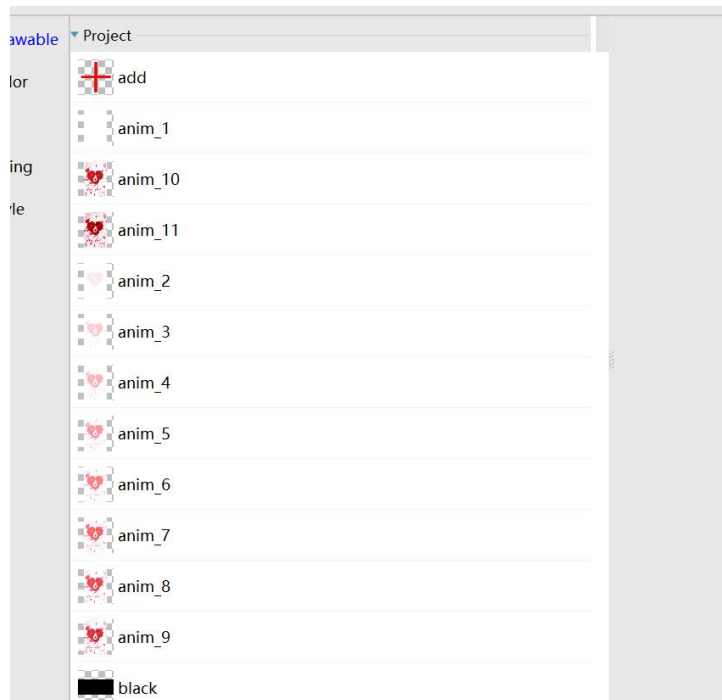 awable
lor
ing
yle
Project
add
anim_1
anim_10
anim_11
anim_2
anim_3
anim_4
anim_5
anim_6
anim_7
anim_8
anim_9
black